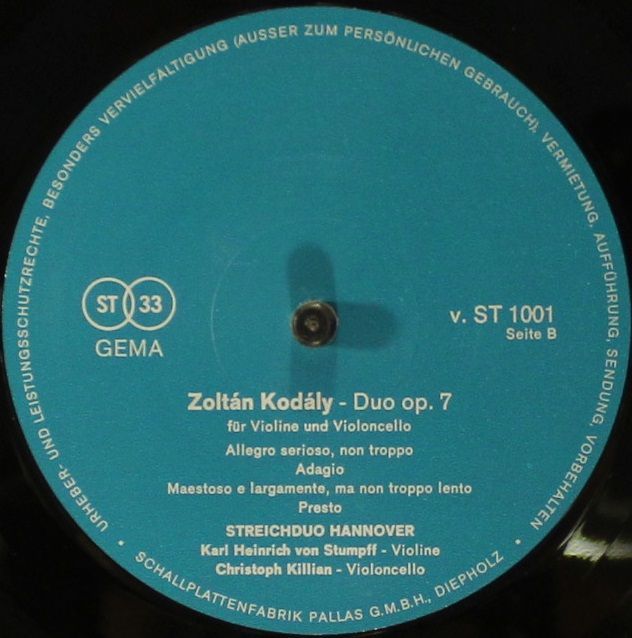 URHEBER- UND LEISTUNGSSCHUTZRECHTE, BESONDERS VERVIELFÄLTIGUNG (AUSSER ZUM PERSÖNLICHEN GEBRAUCH), VERMIETUNG, AUFFÜHRUNG, SENDUNG, VORBEHALTEN
ST 33
GEMA
v. ST 1001
Seite B
Zoltán Kodály - Duo op. 7
für Violine und Violoncello
Allegro serioso, non troppo
Adagio
Maestoso e largamente, ma non troppo lento
Presto
STREICHDUO HANNOVER
Karl Heinrich von Stumpff - Violine
Christoph Killian - Violoncello
• SCHALLPLATTENFABRIK PALLAS G.M.B.H., DIEPHOLZ •